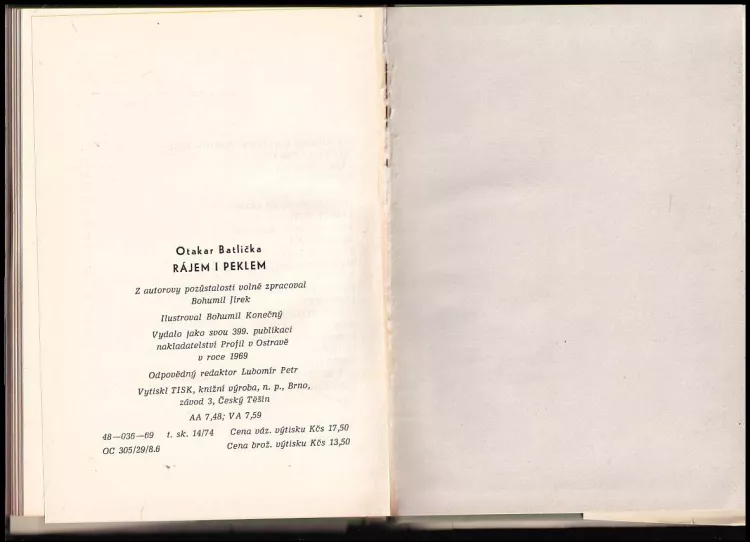 Otakar Batlička
RÁJEM I PEKLEM
Z autorovy pozůstalosti volně zpracoval
Bohumil Jirek
Ilustroval Bohumil Konečný
Vydalo jako svou 399. publikaci
nakladatelství Profil v Ostravě
v roce 1969
Odpovědný redaktor Lubomír Petr
Vytiskl TISK, knižní výroba, n. p., Brno,
závod 3, Český Těšín
AA 7,48; VA 7,59
48—036—69 t. sk. 14/74 Cena váz. výtisku Kčs 17,50
OC 305/29/8.6 Cena brož. výtisku Kčs 13,50